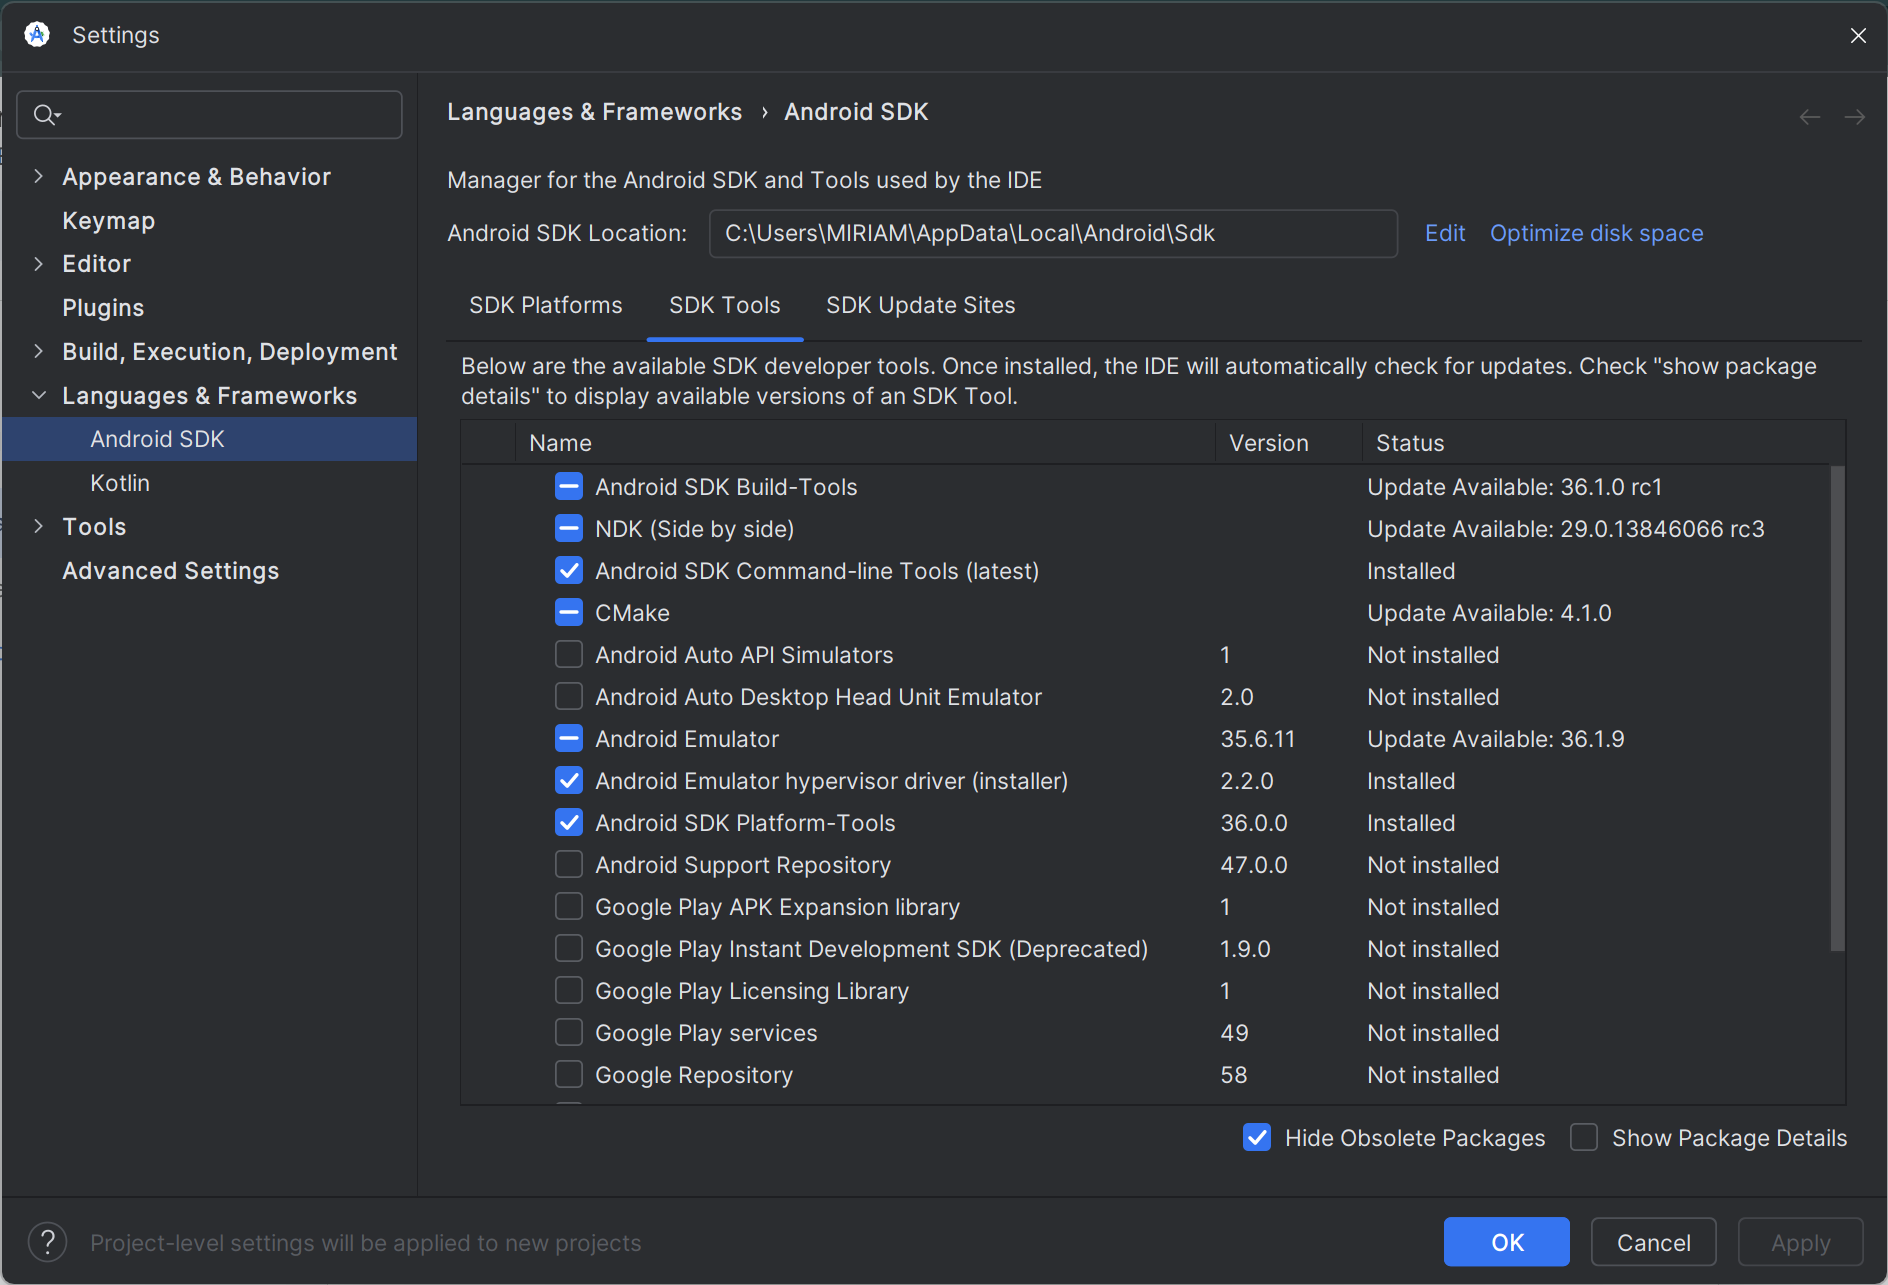 Settings
Languages & Frameworks › Android SDK
Appearance & Behavior
Keymap
Editor
Plugins
Build, Execution, Deployment
Languages & Frameworks
Android SDK
Kotlin
Tools
Advanced Settings
Manager for the Android SDK and Tools used by the IDE
Android SDK Location: C:\Users\MIRIAM\AppData\Local\Android\Sdk Edit Optimize disk space
SDK Platforms SDK Tools SDK Update Sites
Below are the available SDK developer tools. Once installed, the IDE will automatically check for updates. Check "show package
details" to display available versions of an SDK Tool.
Name Version Status
Android SDK Build-Tools Update Available: 36.1.0 rc1
NDK (Side by side) Update Available: 29.0.13846066 rc3
Android SDK Command-line Tools (latest) Installed
CMake Update Available: 4.1.0
Android Auto API Simulators 1 Not installed
Android Auto Desktop Head Unit Emulator 2.0 Not installed
Android Emulator 35.6.11 Update Available: 36.1.9
Android Emulator hypervisor driver (installer) 2.2.0 Installed
Android SDK Platform-Tools 36.0.0 Installed
Android Support Repository 47.0.0 Not installed
Google Play APK Expansion library 1 Not installed
Google Play Instant Development SDK (Deprecated) 1.9.0 Not installed
Google Play Licensing Library 1 Not installed
Google Play services 49 Not installed
Google Repository 58 Not installed
Hide Obsolete Packages Show Package Details
? Project-level settings will be applied to new projects
OK Cancel Apply